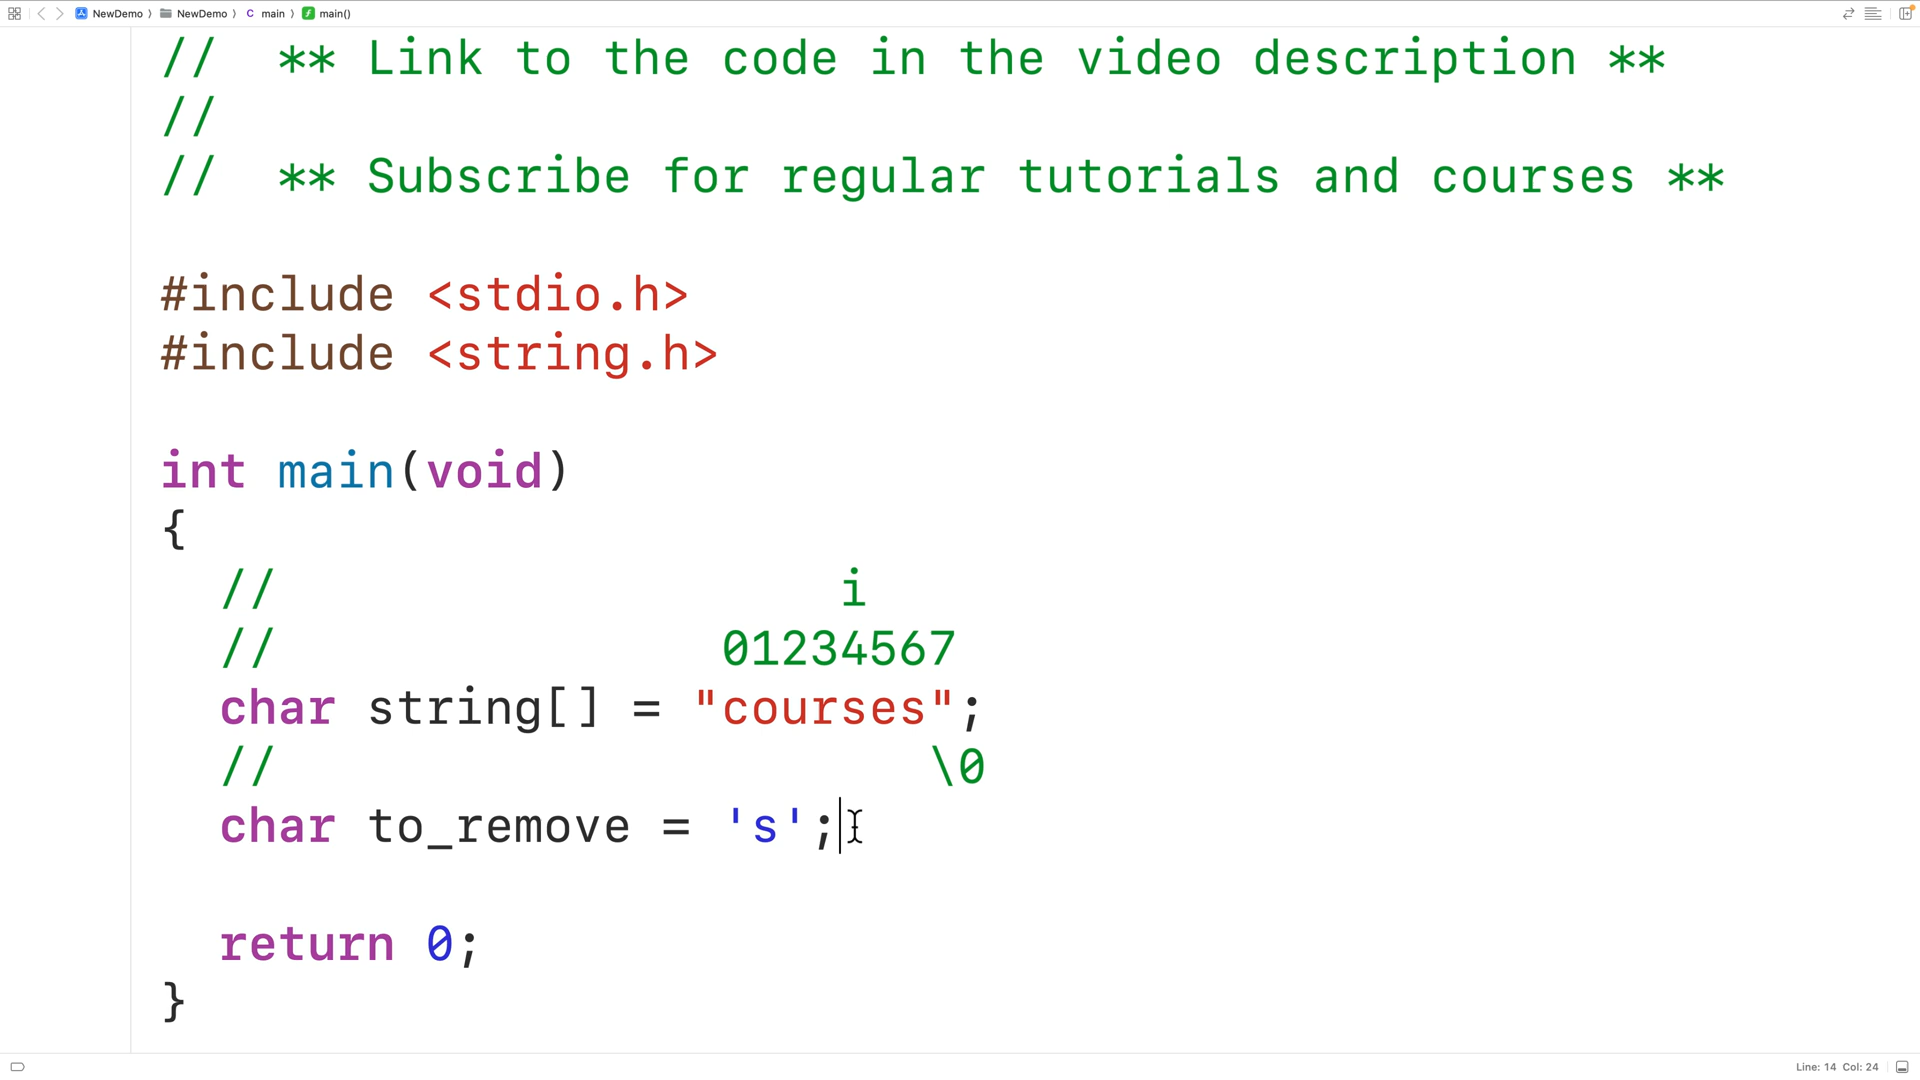 NewDemo 〉 NewDemo 〉 C main 〉 f main()
// ** Link to the code in the video description **
//
// ** Subscribe for regular tutorials and courses **
#include <stdio.h>
#include <string.h>
int main(void)
{
//                   i
//               01234567
char string[] = "courses";
//                      \0
char to_remove = 's';
return 0;
}
Line: 14 Col: 24